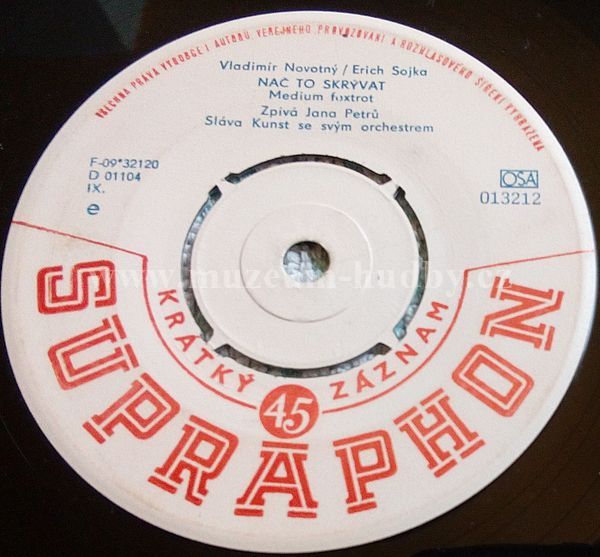 VŠECHNA PRÁVA VÝROBCE I AUTORŮ VEŘEJNÉHO PROVOZOVÁNÍ A ROZHLASOVÉHO ŠÍŘENÍ VYHRAZENA
Vladimír Novotný / Erich Sojka
NAČ TO SKRÝVAT
Medium foxtrot
Zpívá Jana Petrů
Sláva Kunst se svým orchestrem
F-09*32120
D 01104
IX.
e
OSA
013212
www.muzeum-hudby.cz
KRÁTKÝ 45 ZÁZNAM
SUPRAPHON